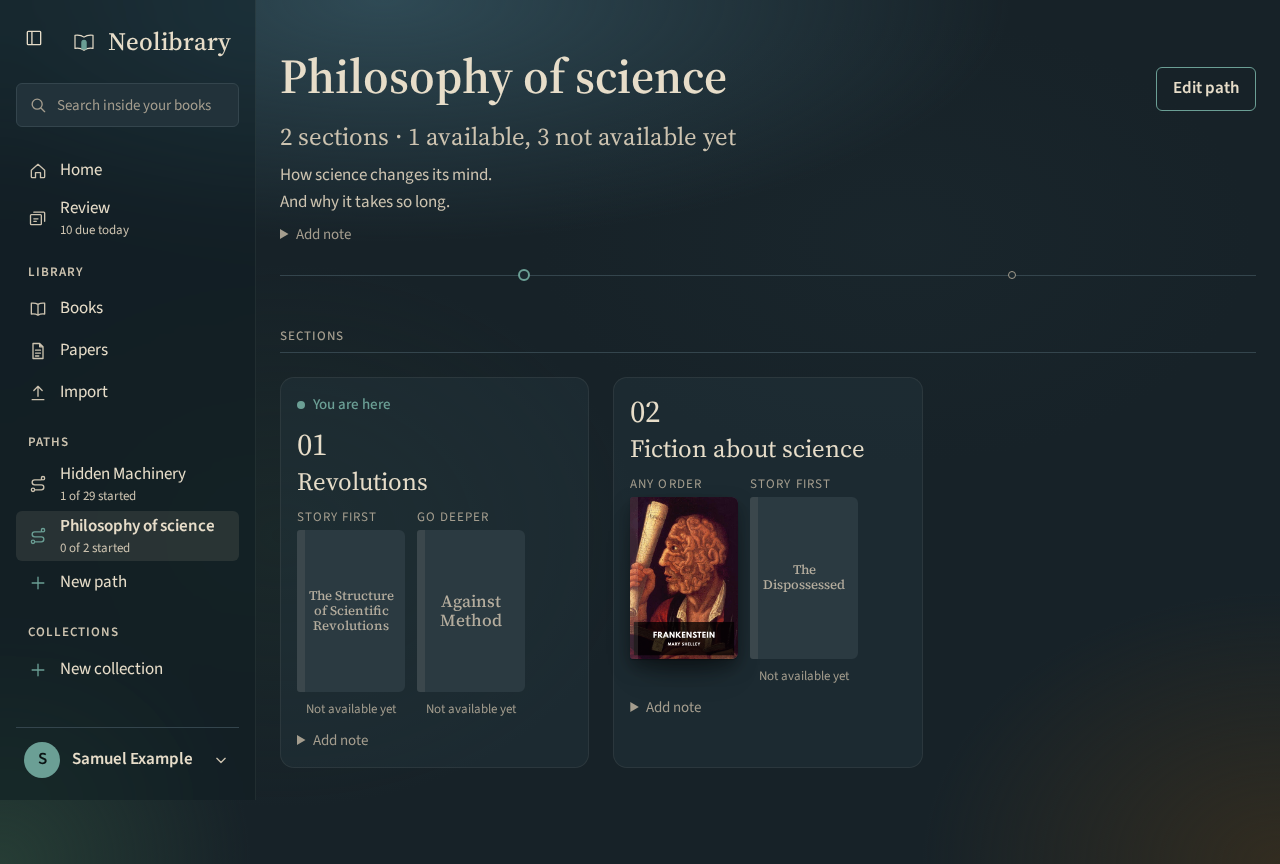 Neolibrary
Search inside your books
Home
Review
10 due today
LIBRARY
Books
Papers
Import
PATHS
Hidden Machinery
1 of 29 started
Philosophy of science
0 of 2 started
New path
COLLECTIONS
New collection
S
Samuel Example
Philosophy of science
Edit path
2 sections · 1 available, 3 not available yet
How science changes its mind.
And why it takes so long.
Add note
SECTIONS
You are here
01
Revolutions
STORY FIRST
GO DEEPER
The Structure
of Scientific
Revolutions
Against
Method
Not available yet
Not available yet
Add note
02
Fiction about science
ANY ORDER
STORY FIRST
FRANKENSTEIN
MARY SHELLEY
The
Dispossessed
Not available yet
Add note